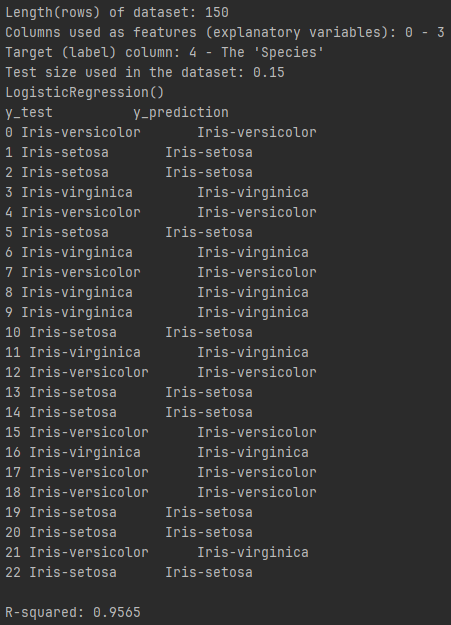 Length(rows) of dataset: 150
Columns used as features (explanatory variables): 0 - 3
Target (label) column: 4 - The 'Species'
Test size used in the dataset: 0.15
LogisticRegression()
y_test          y_prediction
0 Iris-versicolor       Iris-versicolor
1 Iris-setosa       Iris-setosa
2 Iris-setosa       Iris-setosa
3 Iris-virginica        Iris-virginica
4 Iris-versicolor       Iris-versicolor
5 Iris-setosa       Iris-setosa
6 Iris-virginica        Iris-virginica
7 Iris-versicolor       Iris-versicolor
8 Iris-virginica        Iris-virginica
9 Iris-virginica        Iris-virginica
10 Iris-setosa      Iris-setosa
11 Iris-virginica       Iris-virginica
12 Iris-versicolor      Iris-versicolor
13 Iris-setosa      Iris-setosa
14 Iris-setosa      Iris-setosa
15 Iris-versicolor      Iris-versicolor
16 Iris-virginica       Iris-virginica
17 Iris-versicolor      Iris-versicolor
18 Iris-versicolor      Iris-versicolor
19 Iris-setosa      Iris-setosa
20 Iris-setosa      Iris-setosa
21 Iris-versicolor      Iris-virginica
22 Iris-setosa      Iris-setosa
R-squared: 0.9565